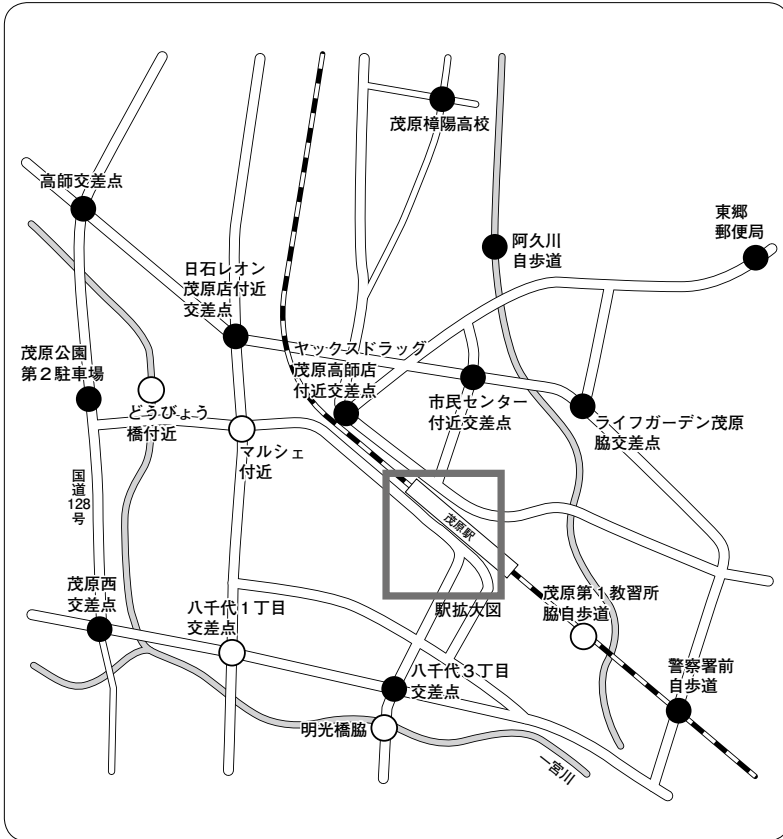 茂原樟陽高校
高師交差点
東郷
郵便局
阿久川
自歩道
日石レオン
茂原店付近
交差点
ヤックスドラッグ
茂原高師店
付近交差点
茂原公園
第2駐車場
どうびょう
橋付近
市民センター
付近交差点
ライフガーデン茂原
脇交差点
マルシェ
付近
国道
128
号
茂原駅
茂原西
交差点
八千代1丁目
交差点
駅拡大図
茂原第1教習所
脇自歩道
八千代3丁目
交差点
警察署前
自歩道
明光橋脇
一宮川